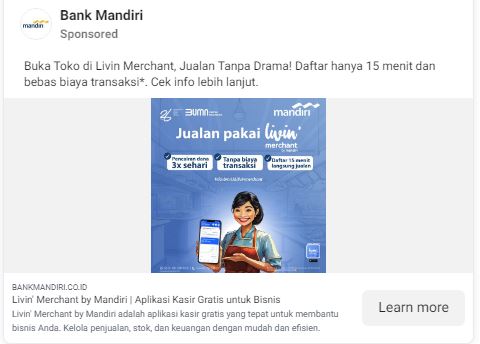 Bank Mandiri
mandiri
Sponsored
Buka Toko di Livin Merchant, Jualan Tanpa Drama! Daftar hanya 15 menit dan
bebas biaya transaksi*. Cek info lebih lanjut.
BUMN
mandiri
Jualan pakai livin'
merchant
by mandiri
Pencairan dana
3x sehari
Tanpa biaya
transaksi
Daftar 15 menit
langsung jualan
BANKMANDIRI.CO.ID
Livin' Merchant by Mandiri | Aplikasi Kasir Gratis untuk Bisnis
Livin' Merchant by Mandiri adalah aplikasi kasir gratis yang tepat untuk membantu
bisnis Anda. Kelola penjualan, stok, dan keuangan dengan mudah dan efisien.
Learn more